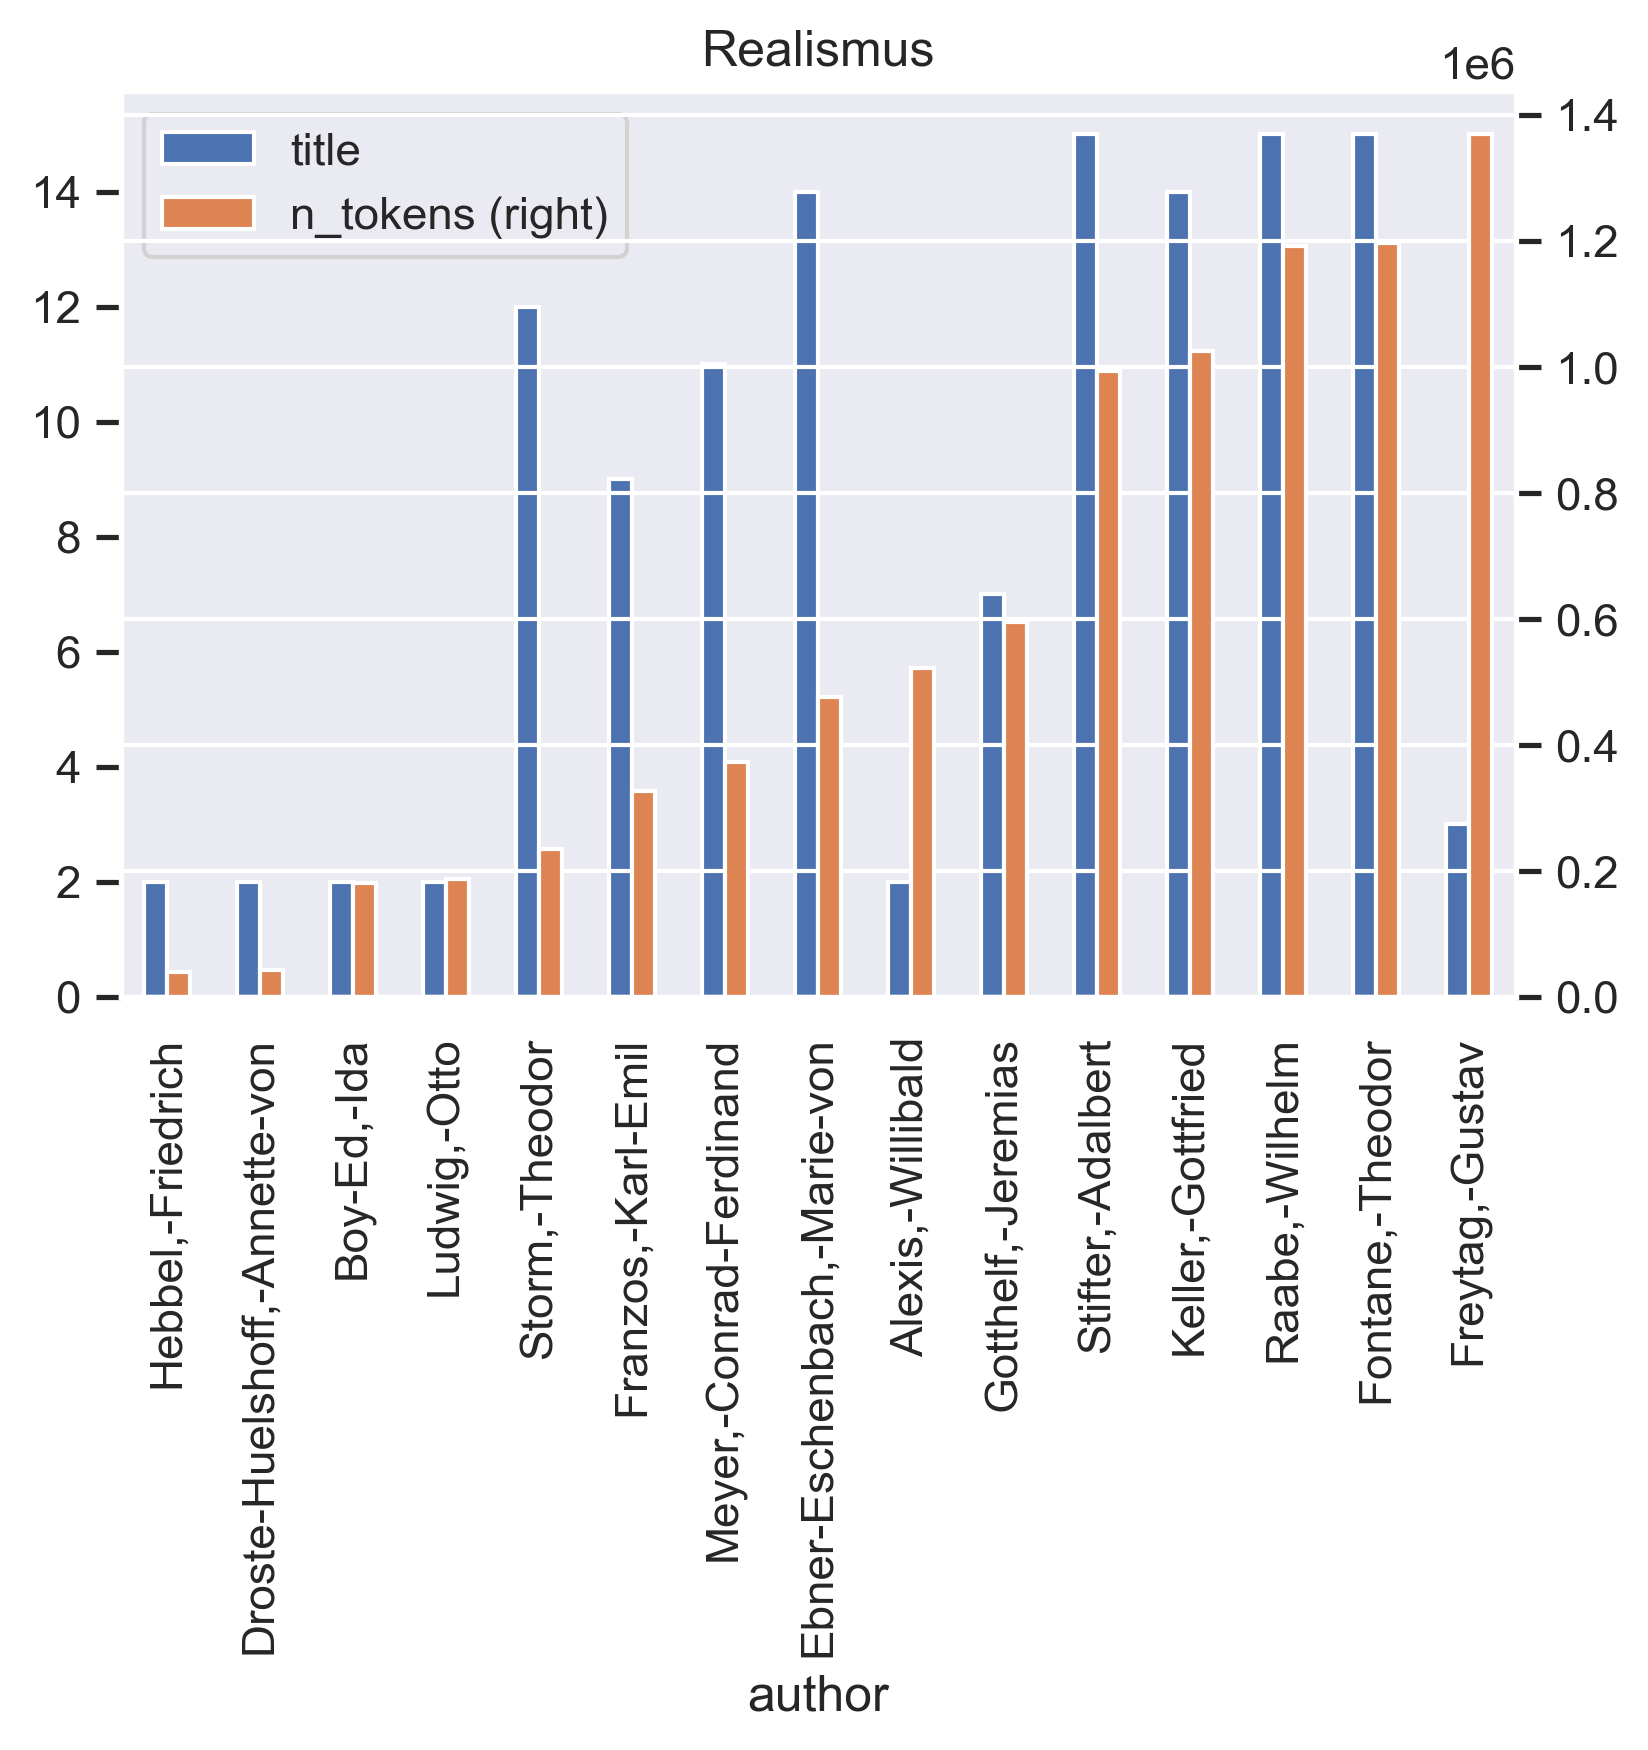 Realismus
1e6
title
n_tokens (right)
14
12
10
8
6
4
2
0
1.4
1.2
1.0
0.8
0.6
0.4
0.2
0.0
Hebbel,-Friedrich
Droste-Huelshoff,-Annette-von
Boy-Ed,-Ida
Ludwig,-Otto
Storm,-Theodor
Franzos,-Karl-Emil
Meyer,-Conrad-Ferdinand
Ebner-Eschenbach,-Marie-von
Alexis,-Willibald
Gotthelf,-Jeremias
Stifter,-Adalbert
Keller,-Gottfried
Raabe,-Wilhelm
Fontane,-Theodor
Freytag,-Gustav
author